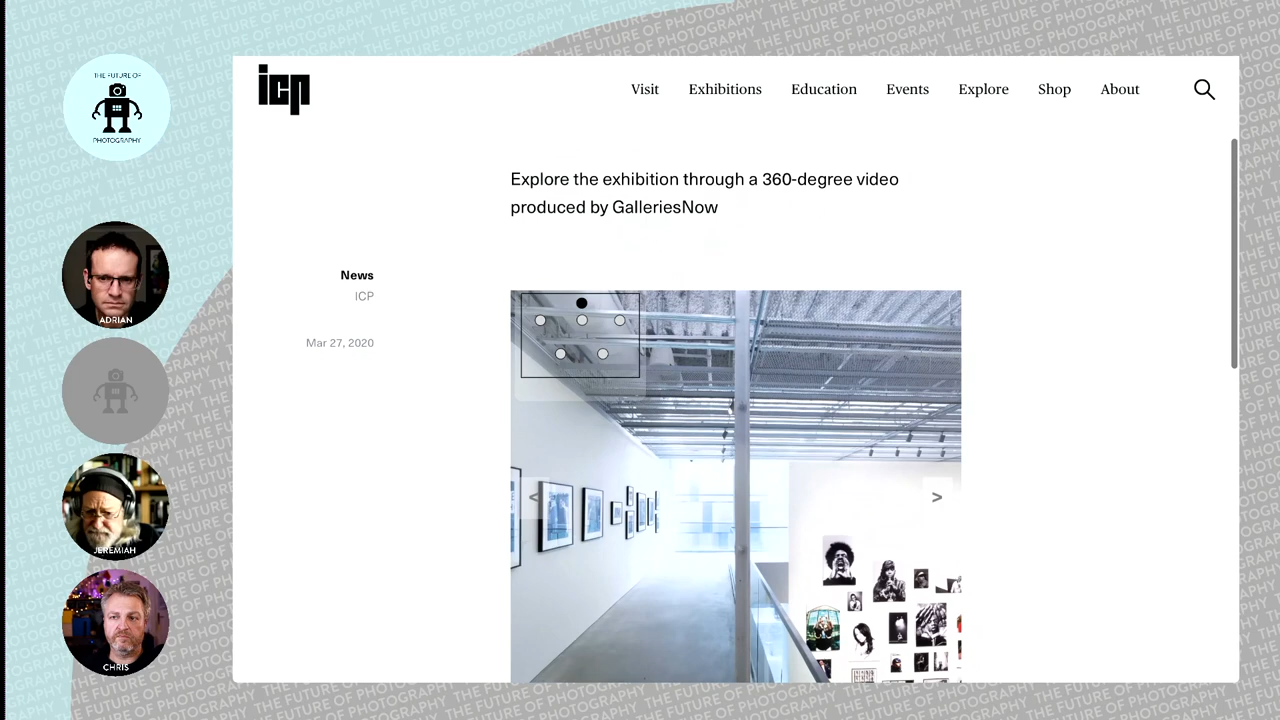 THE FUTURE OF
PHOTOGRAPHY
ADRIAN
JEREMIAH
CHRIS
icp
Visit
Exhibitions
Education
Events
Explore
Shop
About
Explore the exhibition through a 360-degree video
produced by GalleriesNow
News
ICP
Mar 27, 2020
<
>
THE FUTURE OF PHOTOGRAPHY